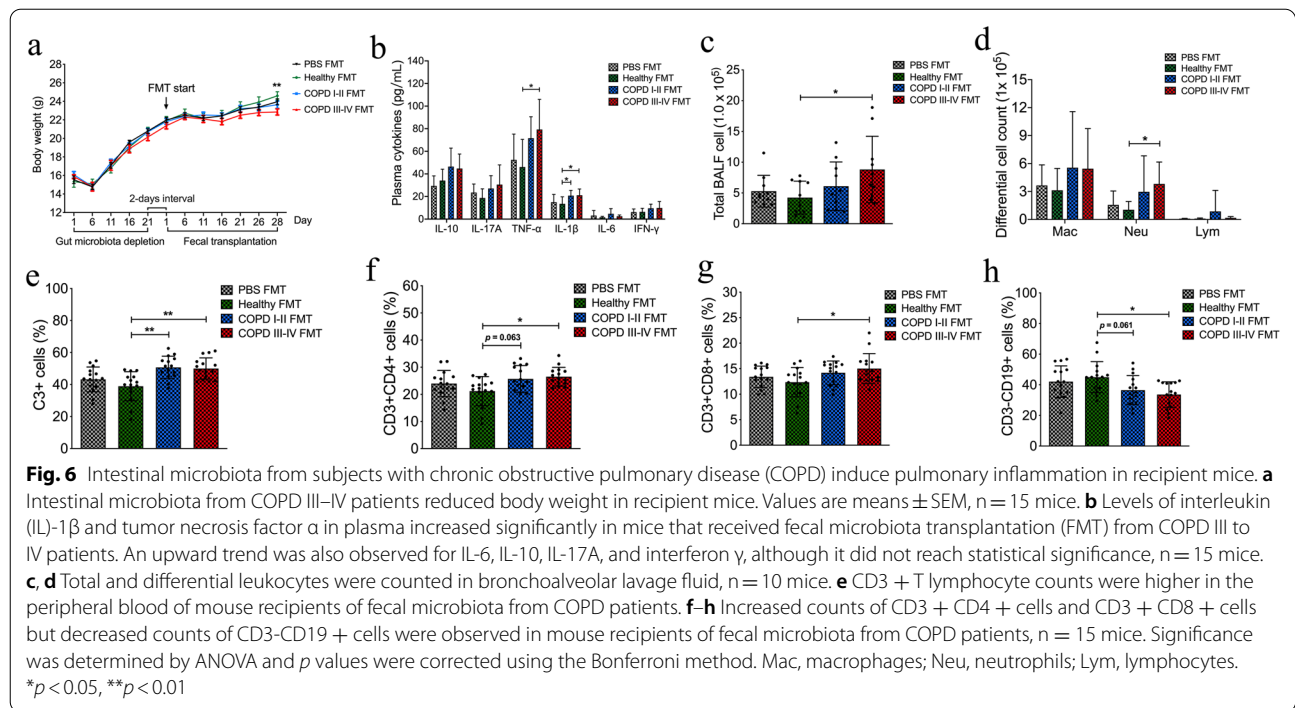 a
Body weight (g)
28
26
24
22
20
18
16
14
12
PBS FMT
Healthy FMT
COPD I-II FMT
COPD III-IV FMT
FMT start
**
2-days interval
1 6 11 16 21 1 6 11 16 21 26 28 Day
Gut microbiota depletion Fecal transplantation
b
Plasma cytokines (pg/mL)
140
120
100
80
60
40
20
0
PBS FMT
Healthy FMT
COPD I-II FMT
COPD III-IV FMT
*
*
*
IL-10 IL-17A TNF-α IL-1β IL-6 IFN-γ
c
Total BALF cell (1.0 x 10⁵)
25
20
15
10
5
0
PBS FMT
Healthy FMT
COPD I-II FMT
COPD III-IV FMT
*
d
Differential cell count (1x 10⁵)
15
12
9
6
3
0
PBS FMT
Healthy FMT
COPD I-II FMT
COPD III-IV FMT
*
Mac Neu Lym
e
C3+ cells (%)
100
80
60
40
20
0
PBS FMT
Healthy FMT
COPD I-II FMT
COPD III-IV FMT
**
**
f
CD3+CD4+ cells (%)
60
50
40
30
20
10
0
PBS FMT
Healthy FMT
COPD I-II FMT
COPD III-IV FMT
*
p = 0.063
g
CD3+CD8+ cells (%)
35
30
25
20
15
10
5
0
PBS FMT
Healthy FMT
COPD I-II FMT
COPD III-IV FMT
*
h
CD3-CD19+ cells (%)
100
80
60
40
20
0
PBS FMT
Healthy FMT
COPD I-II FMT
COPD III-IV FMT
*
p = 0.061
Fig. 6 Intestinal microbiota from subjects with chronic obstructive pulmonary disease (COPD) induce pulmonary inflammation in recipient mice. a
Intestinal microbiota from COPD III–IV patients reduced body weight in recipient mice. Values are means ± SEM, n = 15 mice. b Levels of interleukin
(IL)-1β and tumor necrosis factor α in plasma increased significantly in mice that received fecal microbiota transplantation (FMT) from COPD III to
IV patients. An upward trend was also observed for IL-6, IL-10, IL-17A, and interferon γ, although it did not reach statistical significance, n = 15 mice.
c, d Total and differential leukocytes were counted in bronchoalveolar lavage fluid, n = 10 mice. e CD3 + T lymphocyte counts were higher in the
peripheral blood of mouse recipients of fecal microbiota from COPD patients. f–h Increased counts of CD3 + CD4 + cells and CD3 + CD8 + cells
but decreased counts of CD3-CD19 + cells were observed in mouse recipients of fecal microbiota from COPD patients, n = 15 mice. Significance
was determined by ANOVA and p values were corrected using the Bonferroni method. Mac, macrophages; Neu, neutrophils; Lym, lymphocytes.
*p < 0.05, **p < 0.01